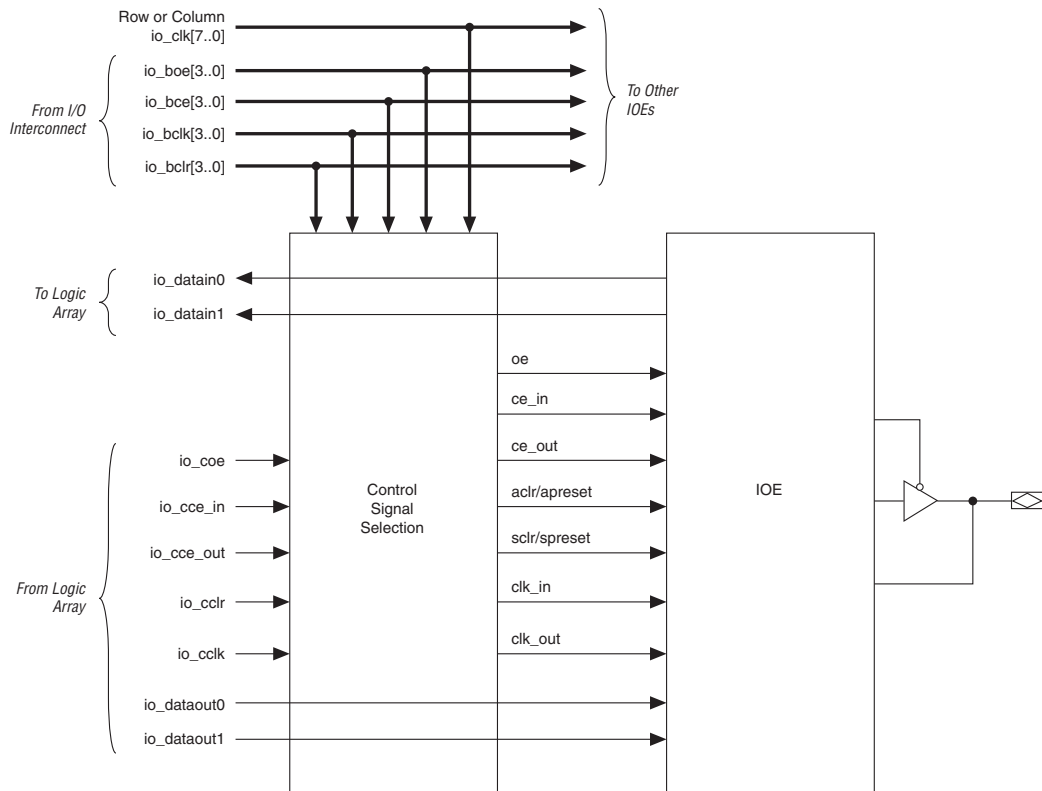 Row or Column
io_clk[7..0]
io_boe[3..0]
From I/O
Interconnect
io_bce[3..0]
io_bclk[3..0]
io_bclr[3..0]
To Other
IOEs
io_datain0
To Logic
Array
io_datain1
oe
ce_in
io_coe
ce_out
io_cce_in
Control
Signal
Selection
aclr/apreset
IOE
io_cce_out
sclr/spreset
From Logic
Array
io_cclr
clk_in
io_cclk
clk_out
io_dataout0
io_dataout1